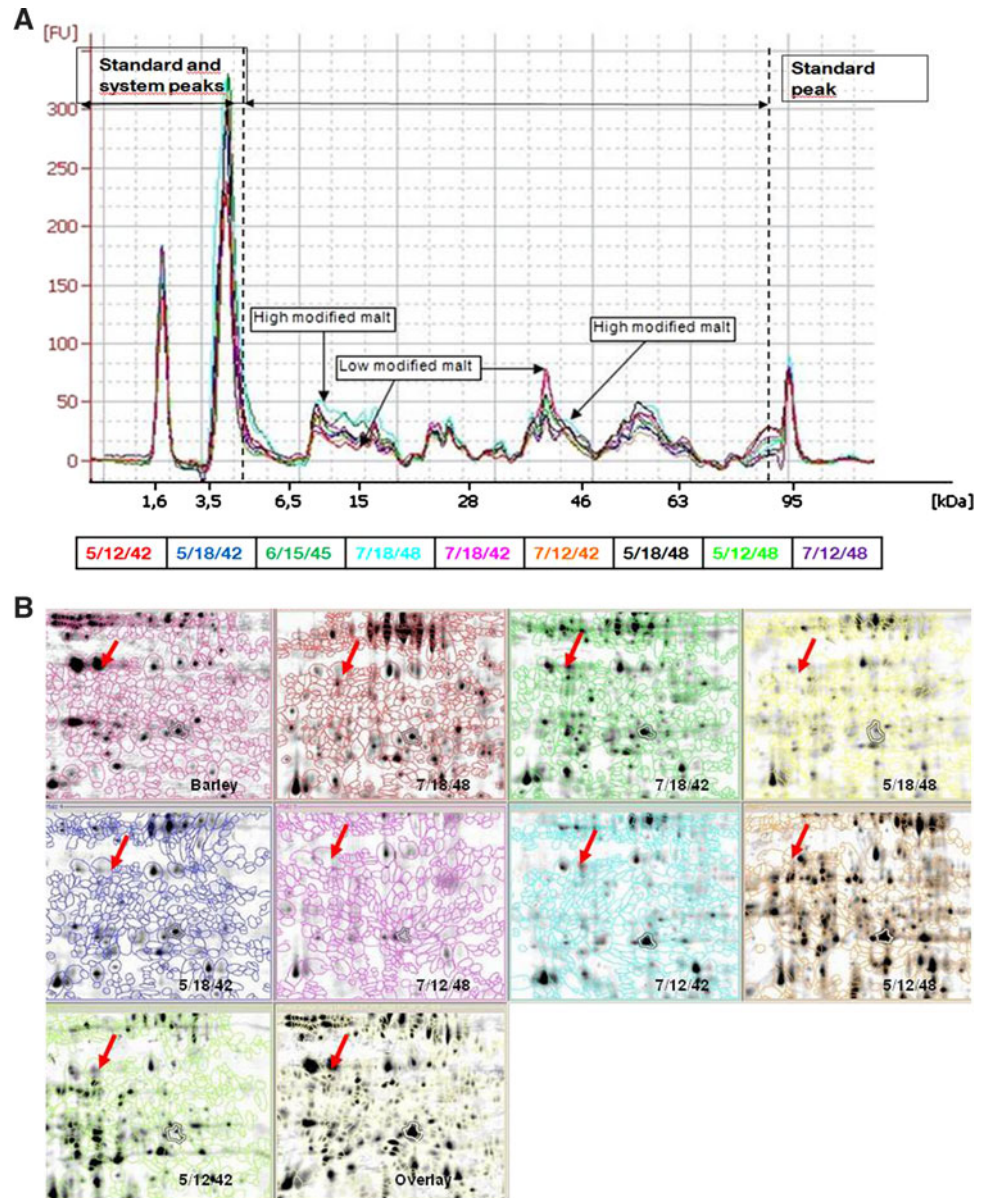 A
[FU]
Standard and
system peaks
Standard
peak
300
250
200
150
100
50
0
High modified malt
High modified malt
Low modified malt
1,6
3,5
6,5
15
28
46
63
95
[kDa]
5/12/42
5/18/42
6/15/45
7/18/48
7/18/42
7/12/42
5/18/48
5/12/48
7/12/48
B
Barley
7/18/48
7/18/42
5/18/48
5/18/42
7/12/48
7/12/42
5/12/48
5/12/42
Overlay